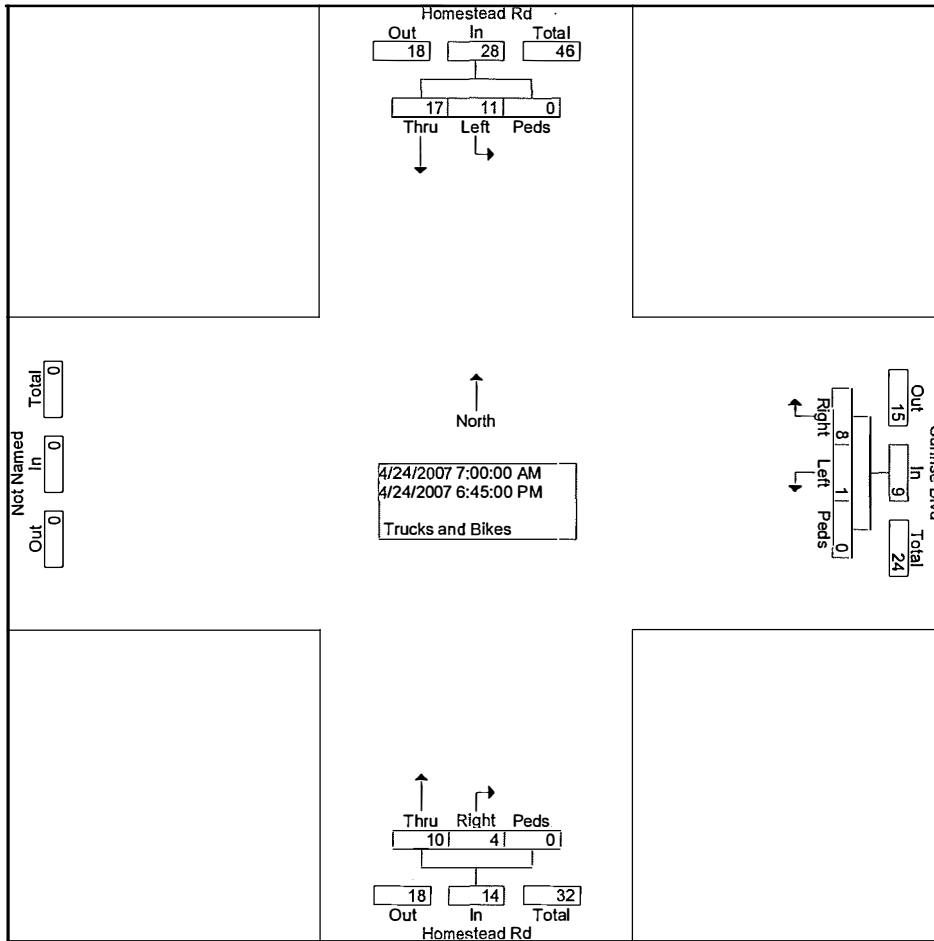 Homestead Rd
Out In Total
18 28 46
17 11 0
Thru Left Peds
North
4/24/2007 7:00:00 AM
4/24/2007 6:45:00 PM
Trucks and Bikes
Not Named
Out In Total
0 0 0
Out In Total
15 9 24
8 1 0
Right Left Peds
Blvd
Thru Right Peds
10 4 0
18 14 32
Out In Total
Homestead Rd